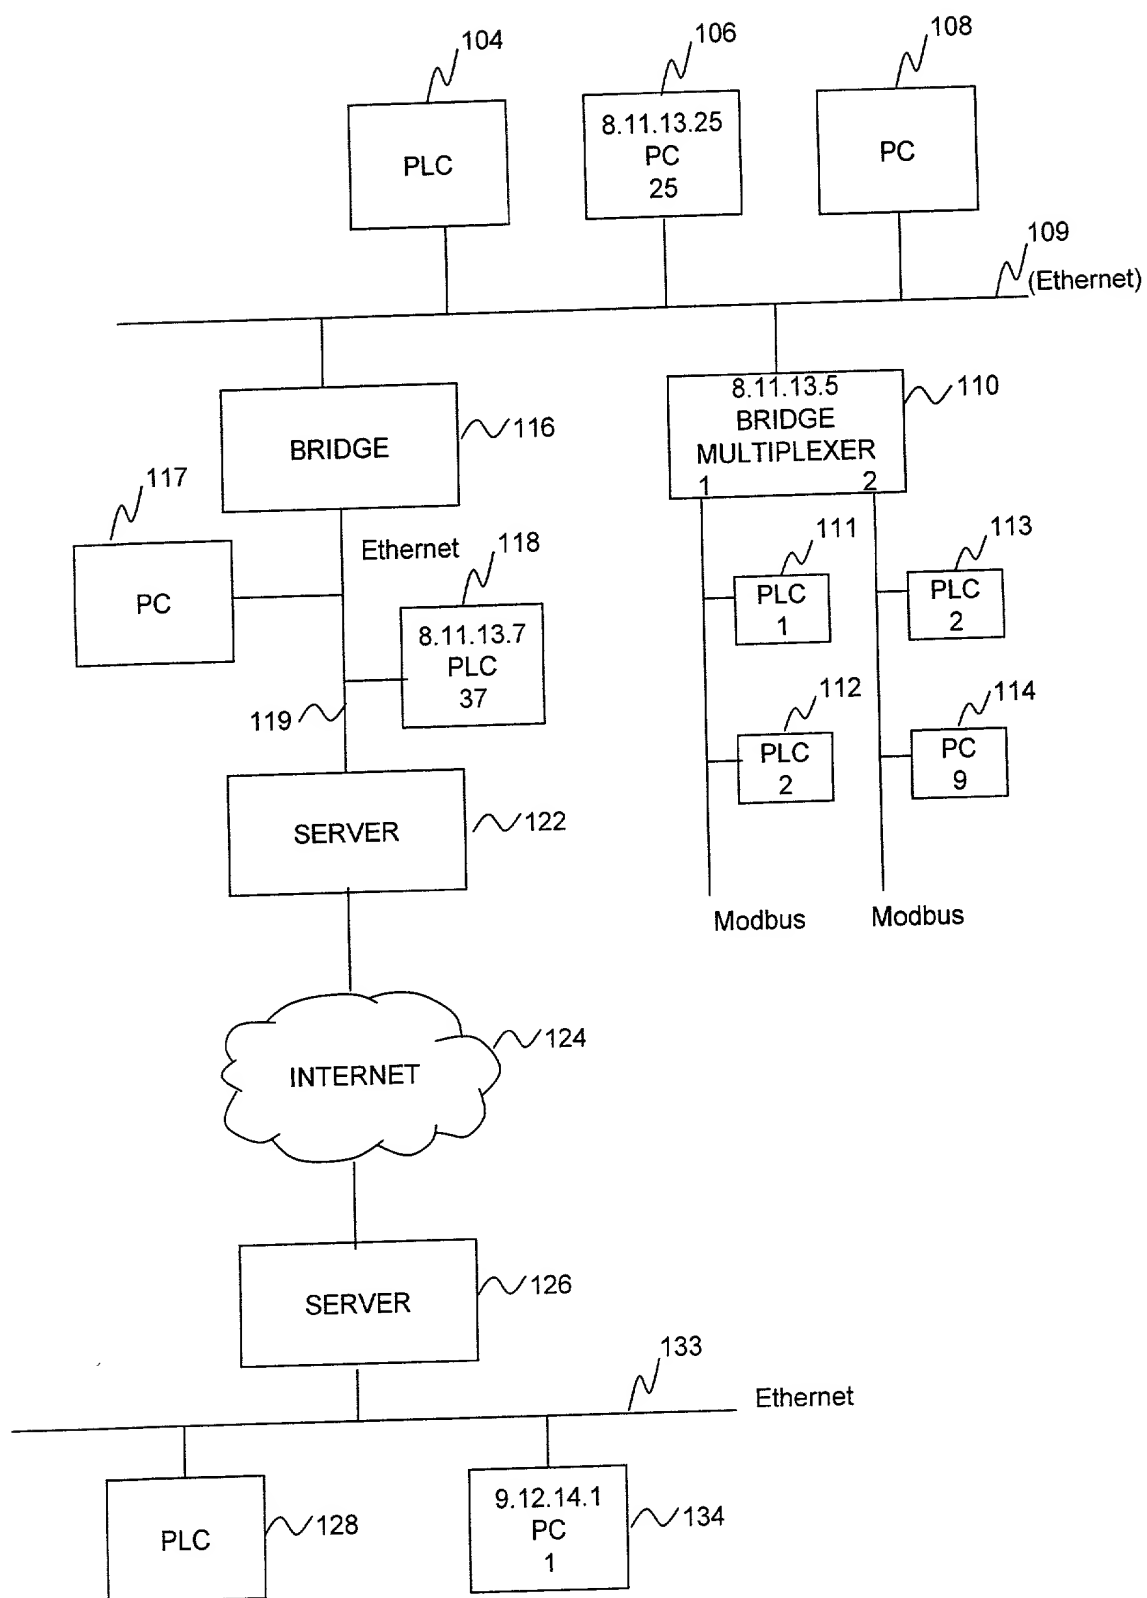 104
106
108
PLC
8.11.13.25
PC
25
PC
109
(Ethernet)
BRIDGE
116
8.11.13.5
BRIDGE
MULTIPLEXER
1 2
110
117
PC
Ethernet
118
8.11.13.7
PLC
37
119
111
PLC
1
113
PLC
2
112
PLC
2
114
PC
9
SERVER
122
Modbus
Modbus
INTERNET
124
SERVER
126
133
Ethernet
PLC
128
9.12.14.1
PC
1
134